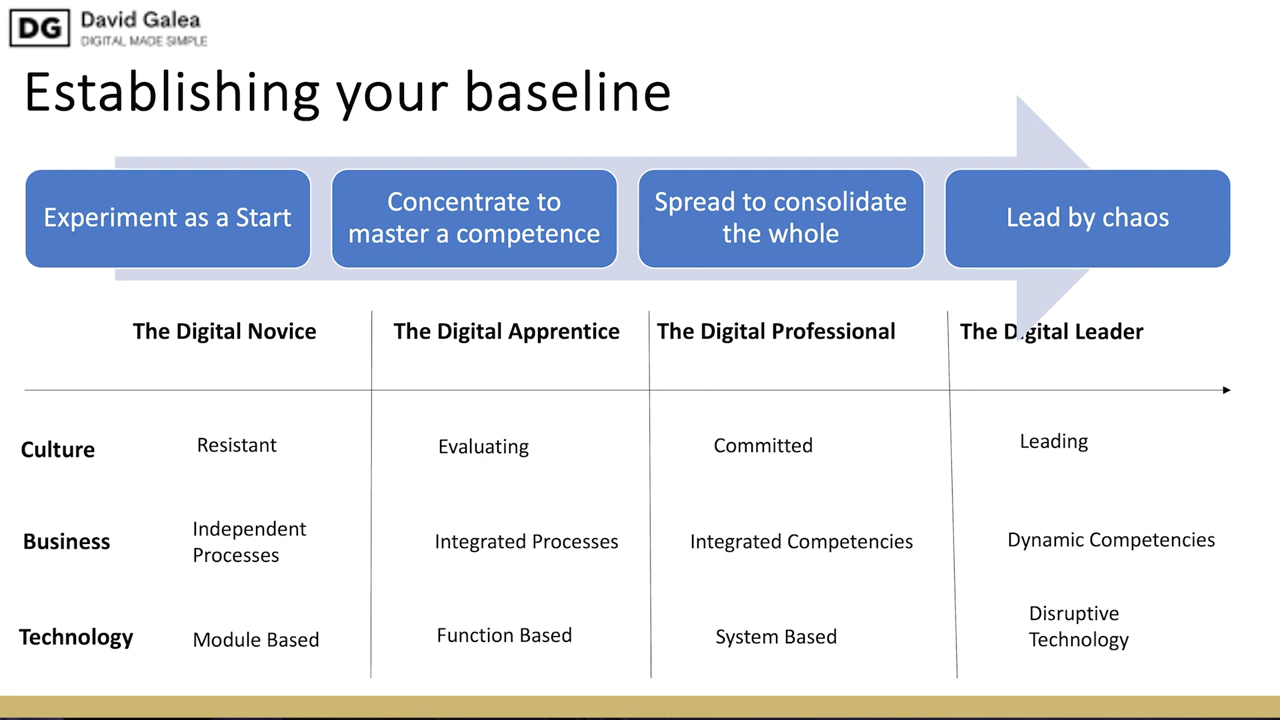 DG
David Galea
DIGITAL MADE SIMPLE
Establishing your baseline
Experiment as a Start
Concentrate to
master a competence
Spread to consolidate
the whole
Lead by chaos
The Digital Novice
The Digital Apprentice
The Digital Professional
The Digital Leader
Culture
Resistant
Evaluating
Committed
Leading
Business
Independent
Processes
Integrated Processes
Integrated Competencies
Dynamic Competencies
Technology
Module Based
Function Based
System Based
Disruptive
Technology